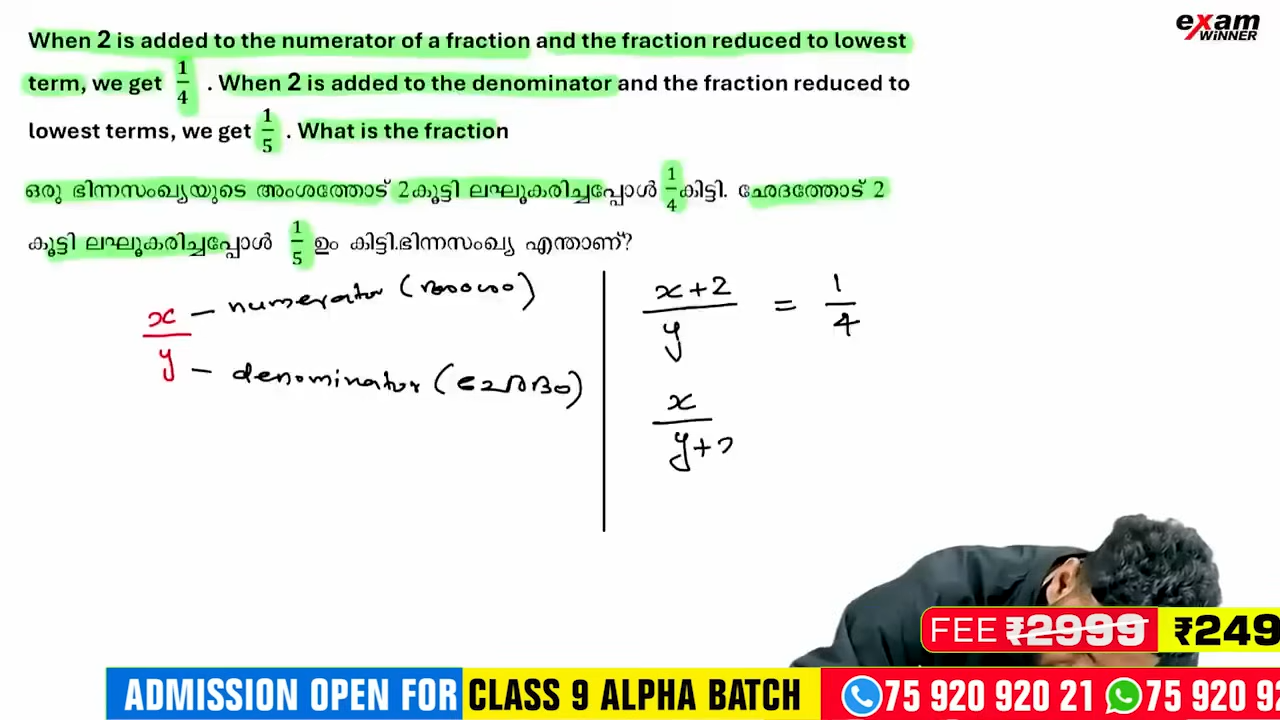 exam
WINNER
When 2 is added to the numerator of a fraction and the fraction reduced to lowest
term, we get 1/4 . When 2 is added to the denominator and the fraction reduced to
lowest terms, we get 1/5 . What is the fraction
ഒരു ഭിന്നസംഖ്യയുടെ അംശത്തോട് 2കൂട്ടി ലഘൂകരിച്ചപ്പോൾ 1/4 കിട്ടി. ഛേദത്തോട് 2
കൂട്ടി ലഘൂകരിച്ചപ്പോൾ 1/5 ഉം കിട്ടി.ഭിന്നസംഖ്യ എന്താണ്?
x – numerator (അംശം)
y – denominator (ഛേദം)
x+2/y = 1/4
x/y+2
FEE ₹2999 ₹249
ADMISSION OPEN FOR CLASS 9 ALPHA BATCH 75 920 920 21 75 920 92